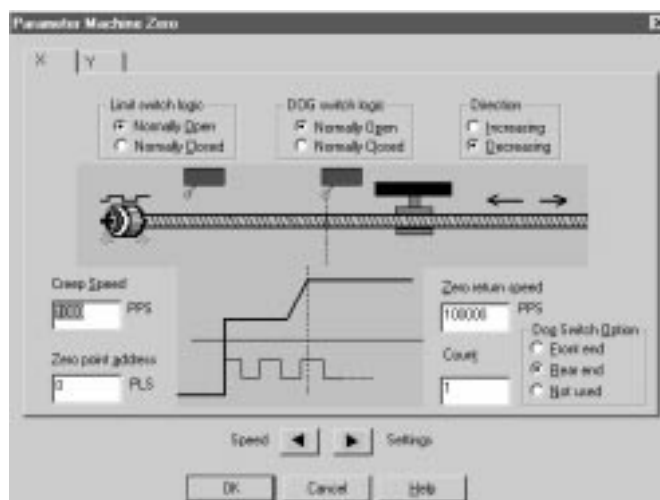 Parameter Machine Zero
X
Y
Limit switch logic
Normally Open
Normally Closed
DOG switch logic
Normally Open
Normally Closed
Direction
Increasing
Decreasing
Creep Speed
PPS
Zero point address
0 PLS
Zero return speed
100000 PPS
Count
1
Dog Switch Option
Front end
Rear end
Not used
Speed
Settings
OK
Cancel
Help